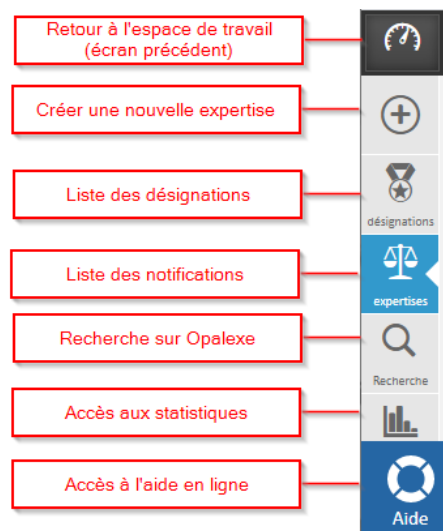 Retour à l'espace de travail
(écran précédent)
Créer une nouvelle expertise
Liste des désignations
désignations
Liste des notifications
expertises
Recherche sur Opalexe
Recherche
Accès aux statistiques
Accès à l'aide en ligne
Aide